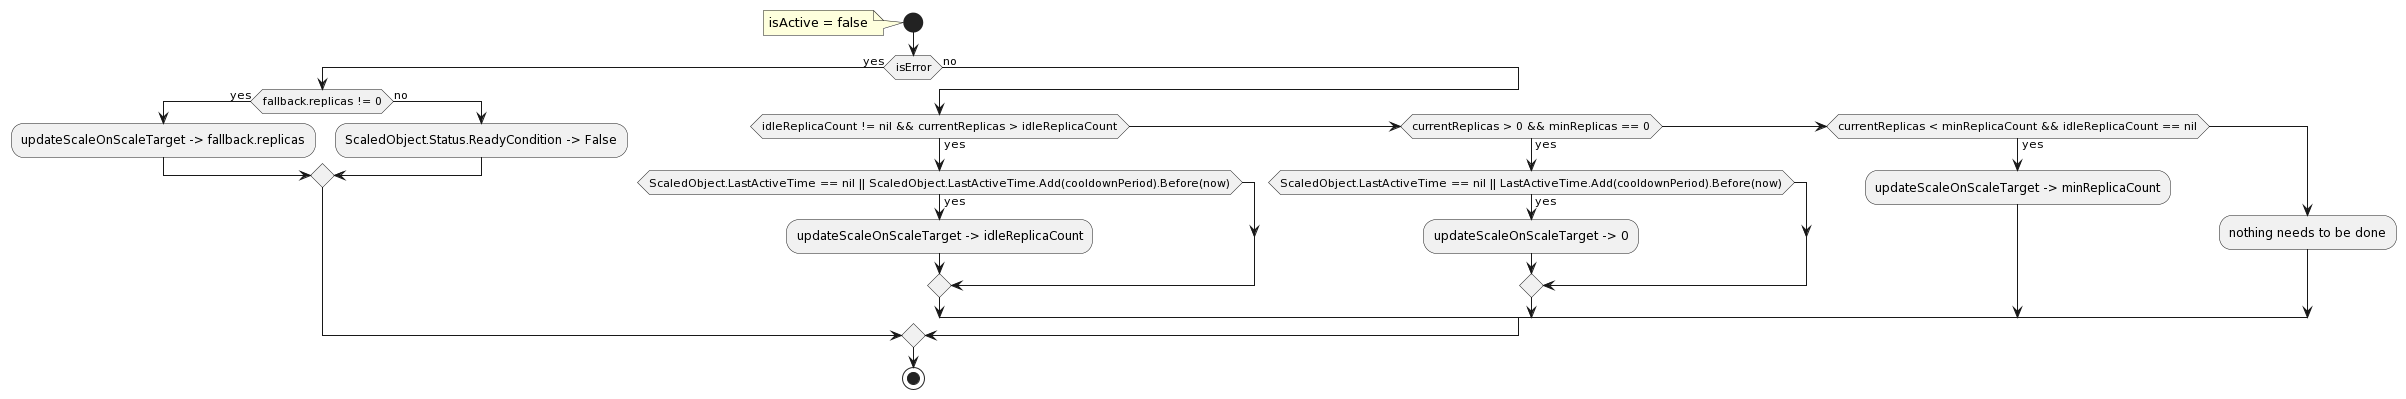 isActive = false
yes
isError
no
yes
fallback.replicas != 0
no
updateScaleOnScaleTarget -> fallback.replicas
ScaledObject.Status.ReadyCondition -> False
idleReplicaCount != nil && currentReplicas > idleReplicaCount
yes
ScaledObject.LastActiveTime == nil || ScaledObject.LastActiveTime.Add(cooldownPeriod).Before(now)
yes
updateScaleOnScaleTarget -> idleReplicaCount
currentReplicas > 0 && minReplicas == 0
yes
ScaledObject.LastActiveTime == nil || LastActiveTime.Add(cooldownPeriod).Before(now)
yes
updateScaleOnScaleTarget -> 0
currentReplicas < minReplicaCount && idleReplicaCount == nil
yes
updateScaleOnScaleTarget -> minReplicaCount
nothing needs to be done